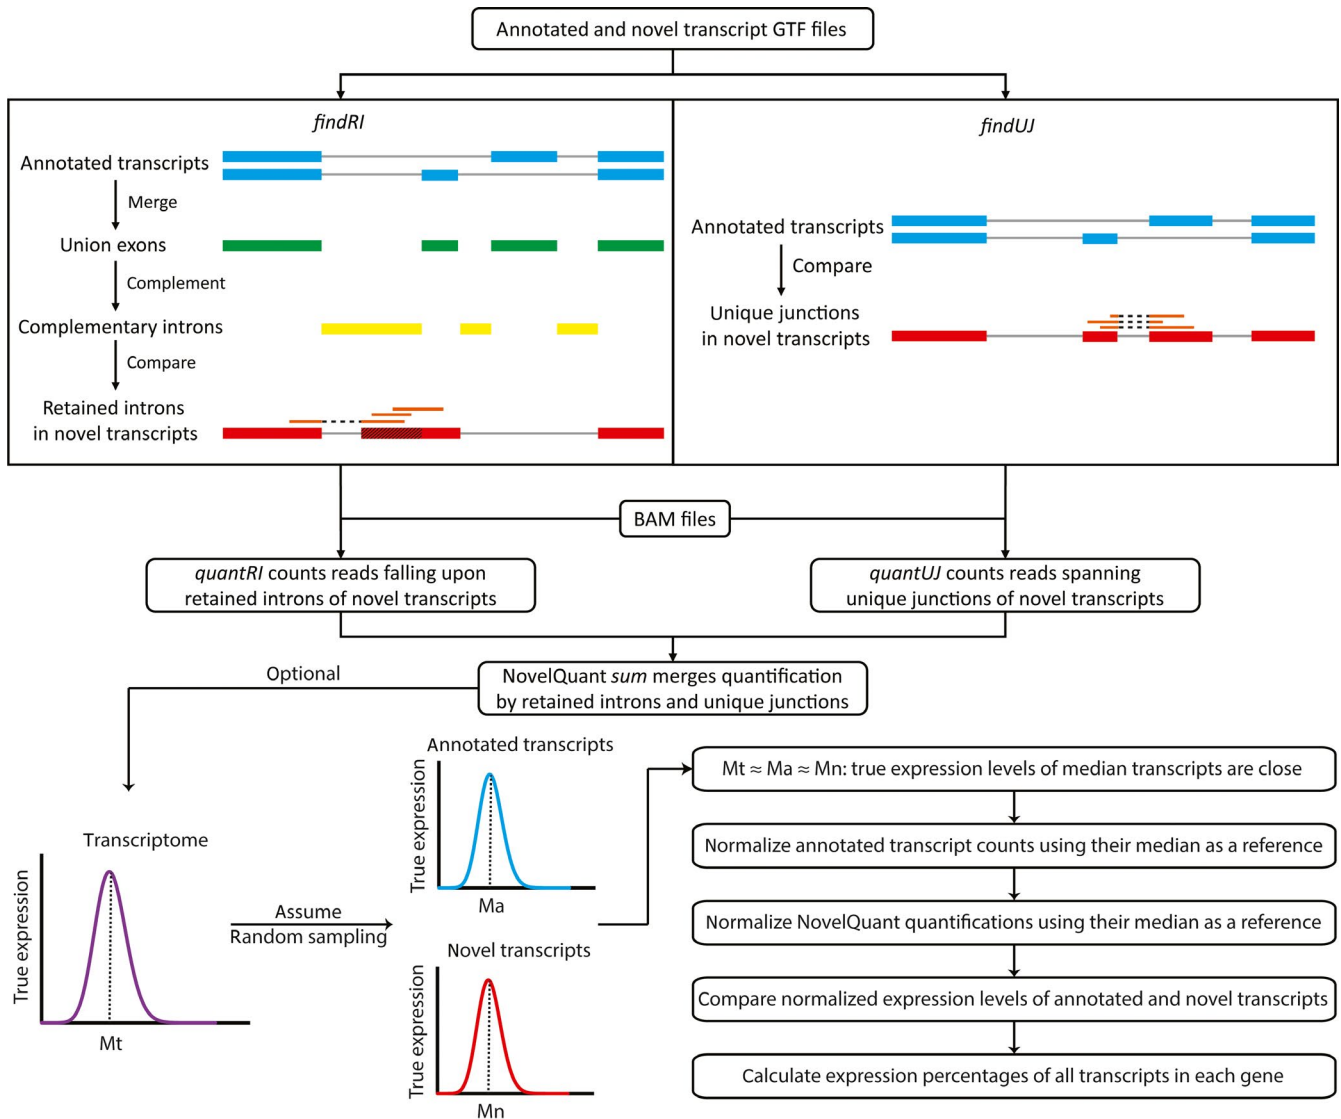 Annotated and novel transcript GTF files
findRI
Annotated transcripts
Merge
Union exons
Complement
Complementary introns
Compare
Retained introns
in novel transcripts
findUJ
Annotated transcripts
Compare
Unique junctions
in novel transcripts
BAM files
quantRI counts reads falling upon
retained introns of novel transcripts
quantUJ counts reads spanning
unique junctions of novel transcripts
Optional
NovelQuant sum merges quantification
by retained introns and unique junctions
Transcriptome
True expression
Mt
Assume
Random sampling
Annotated transcripts
True expression
Ma
Novel transcripts
True expression
Mn
Mt ≈ Ma ≈ Mn: true expression levels of median transcripts are close
Normalize annotated transcript counts using their median as a reference
Normalize NovelQuant quantifications using their median as a reference
Compare normalized expression levels of annotated and novel transcripts
Calculate expression percentages of all transcripts in each gene